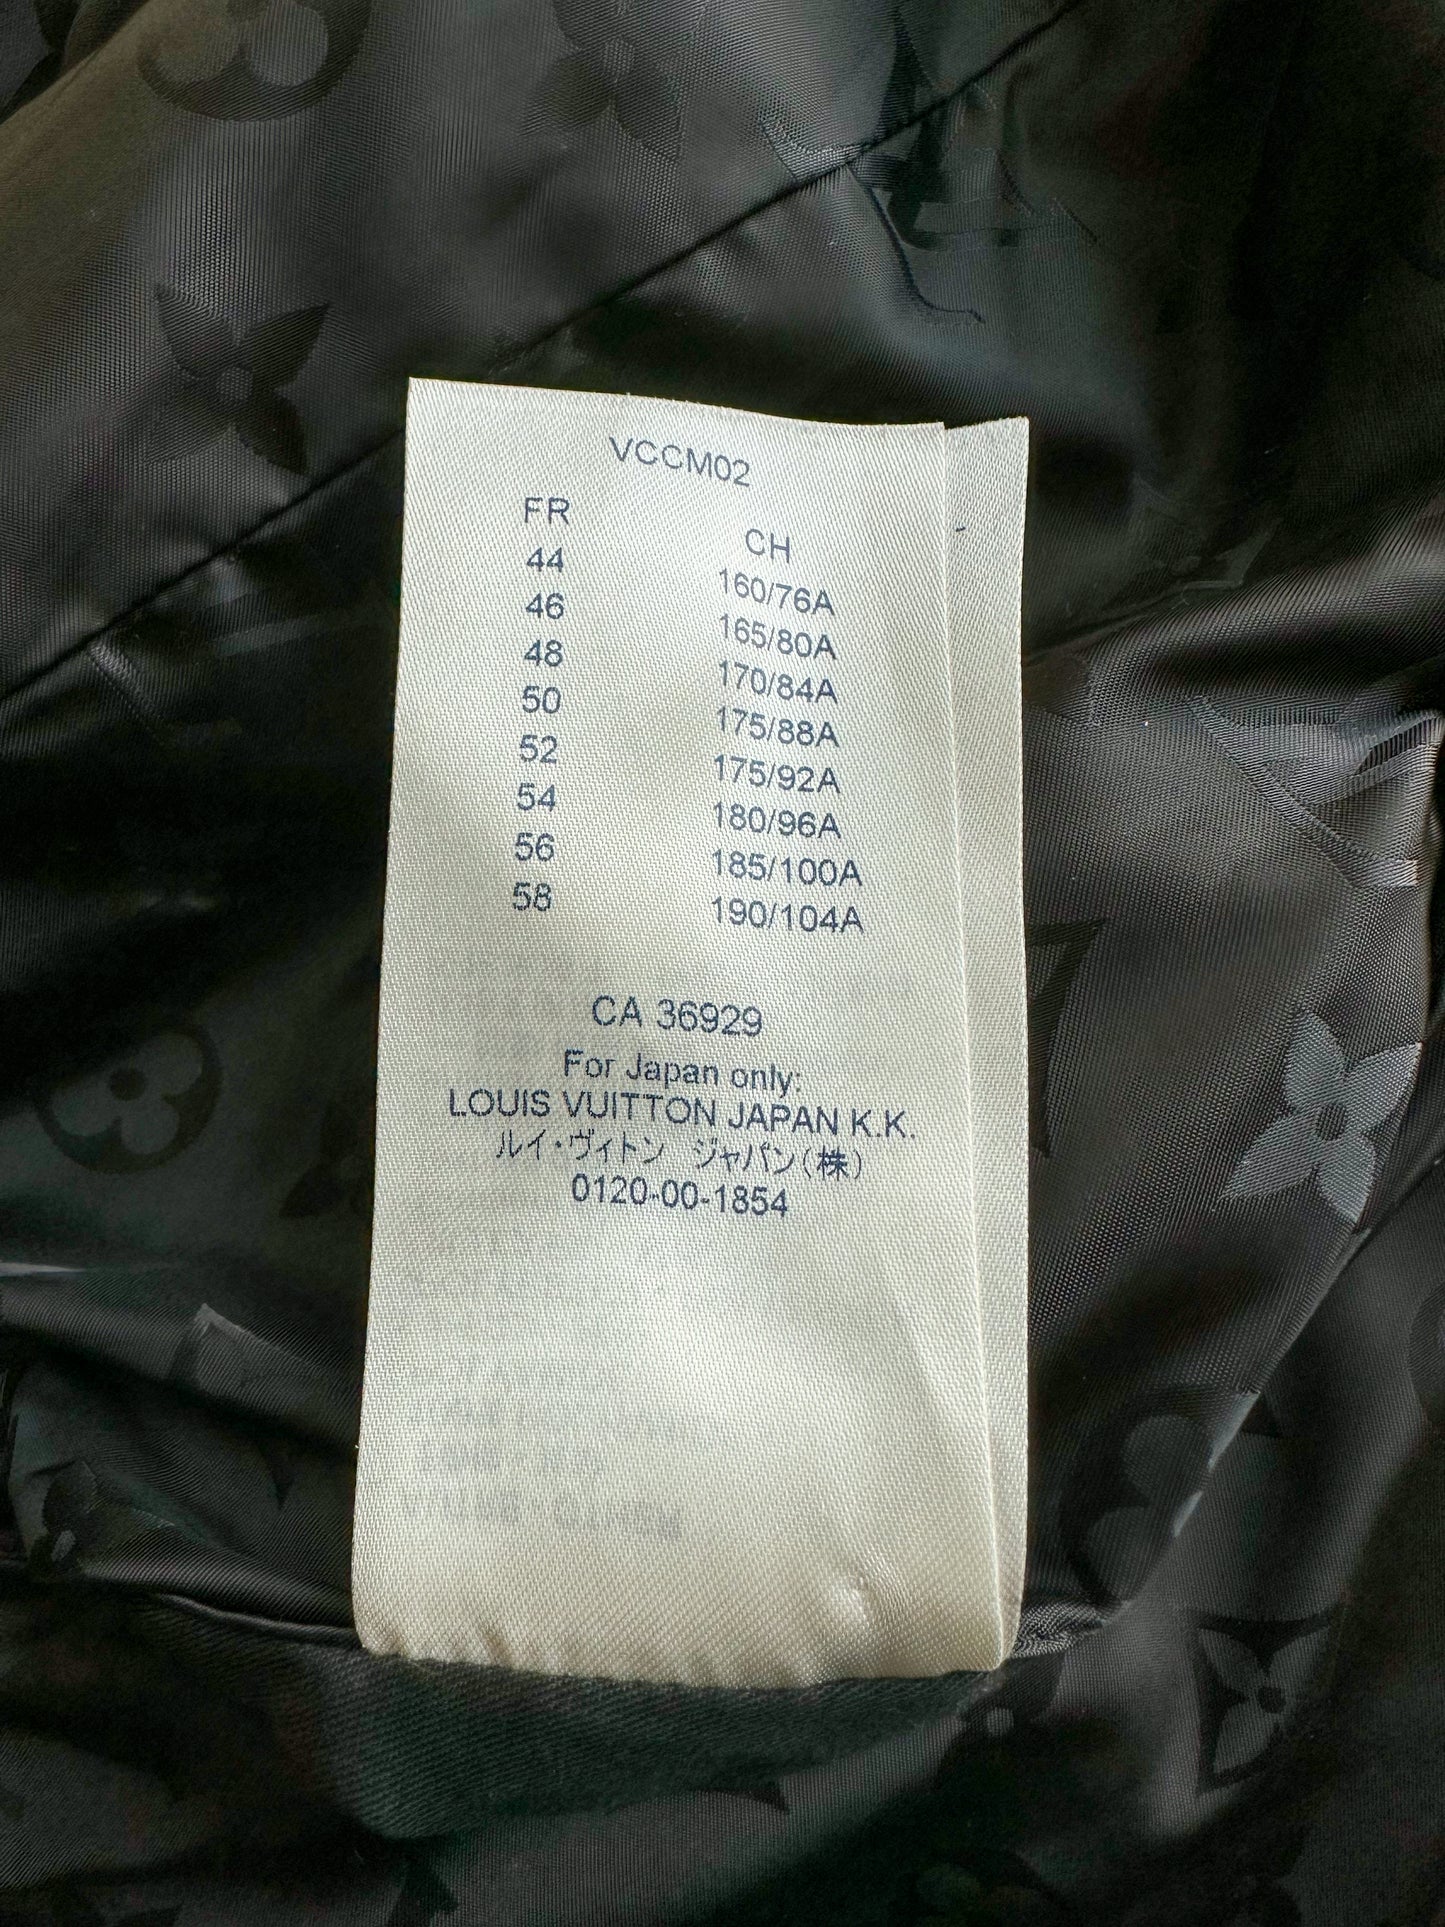 VCCM02
FR CH
44 160/76A
46 165/80A
48 170/84A
50 175/88A
52 175/92A
54 180/96A
56 185/100A
58 190/104A
CA 36929
For Japan only:
LOUIS VUITTON JAPAN K.K.
ルイ・ヴィトン ジャパン(株)
0120-00-1854